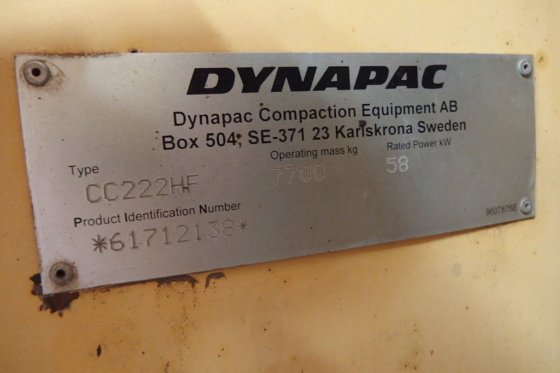 DYNAPAC
Dynapac Compaction Equipment AB
Box 504, SE-371 23 Karlskrona Sweden
Type Operating mass kg Rated Power kW
CC222HF 7700 58
Product Identification Number
*61712138*
960787SE